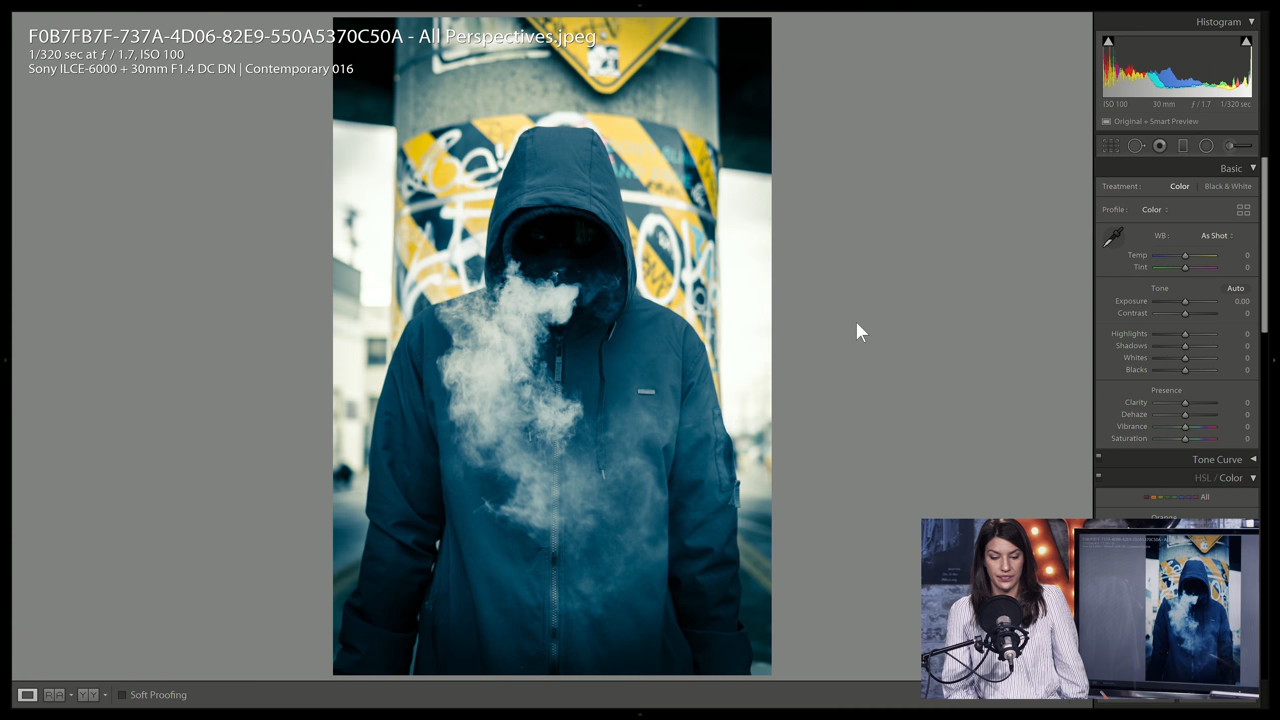 F0B7FB7F-737A-4D06-82E9-550A5370C50A - All Perspectives.jpeg
1/320 sec at ƒ / 1.7, ISO 100
Sony ILCE-6000 + 30mm F1.4 DC DN | Contemporary 016
Histogram
ISO 100 30 mm ƒ / 1.7 1/320 sec
Original + Smart Preview
Basic
Treatment : Color Black & White
Profile : Color
WB : As Shot
Temp 0
Tint 0
Tone Auto
Exposure 0.00
Contrast 0
Highlights 0
Shadows 0
Whites 0
Blacks 0
Presence
Clarity 0
Dehaze 0
Vibrance 0
Saturation 0
Tone Curve
HSL / Color
All
Orange
R A Y Y Soft Proofing